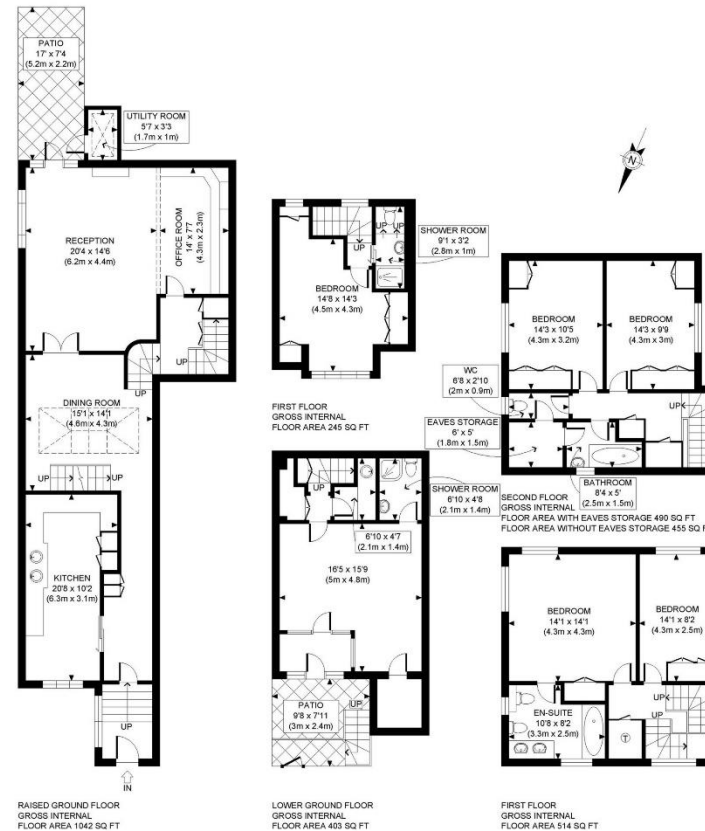 PATIO
17' x 7'4
(5.2m x 2.2m)
UTILITY ROOM
5'7 x 3'3
(1.7m x 1m)
RECEPTION
20'4 x 14'6
(6.2m x 4.4m)
OFFICE ROOM
14' x 7'7
(4.3m x 2.3m)
UP
UP
UP
DINING ROOM
15'1 x 14'1
(4.6m x 4.3m)
UP
UP
KITCHEN
20'8 x 10'2
(6.3m x 3.1m)
UP
IN
RAISED GROUND FLOOR
GROSS INTERNAL
FLOOR AREA 1042 SQ FT
N
UP
UP
UP
SHOWER ROOM
9'1 x 3'2
(2.8m x 1m)
BEDROOM
14'8 x 14'3
(4.5m x 4.3m)
FIRST FLOOR
GROSS INTERNAL
FLOOR AREA 245 SQ FT
UP
SHOWER ROOM
6'10 x 4'8
(2.1m x 1.4m)
6'10 x 4'7
(2.1m x 1.4m)
16'5 x 15'9
(5m x 4.8m)
PATIO
9'8 x 7'11
(3m x 2.4m)
UP
LOWER GROUND FLOOR
GROSS INTERNAL
FLOOR AREA 403 SQ FT
BEDROOM
14'3 x 10'5
(4.3m x 3.2m)
BEDROOM
14'3 x 9'9
(4.3m x 3m)
WC
6'8 x 2'10
(2m x 0.9m)
EAVES STORAGE
6' x 5'
(1.8m x 1.5m)
UP
BATHROOM
8'4 x 5'
(2.5m x 1.5m)
SECOND FLOOR
GROSS INTERNAL
FLOOR AREA WITH EAVES STORAGE 490 SQ FT
FLOOR AREA WITHOUT EAVES STORAGE 455 SQ F
BEDROOM
14'1 x 14'1
(4.3m x 4.3m)
BEDROOM
14'1 x 8'2
(4.3m x 2.5m)
EN-SUITE
10'8 x 8'2
(3.3m x 2.5m)
UP
UP
T
FIRST FLOOR
GROSS INTERNAL
FLOOR AREA 514 SQ FT